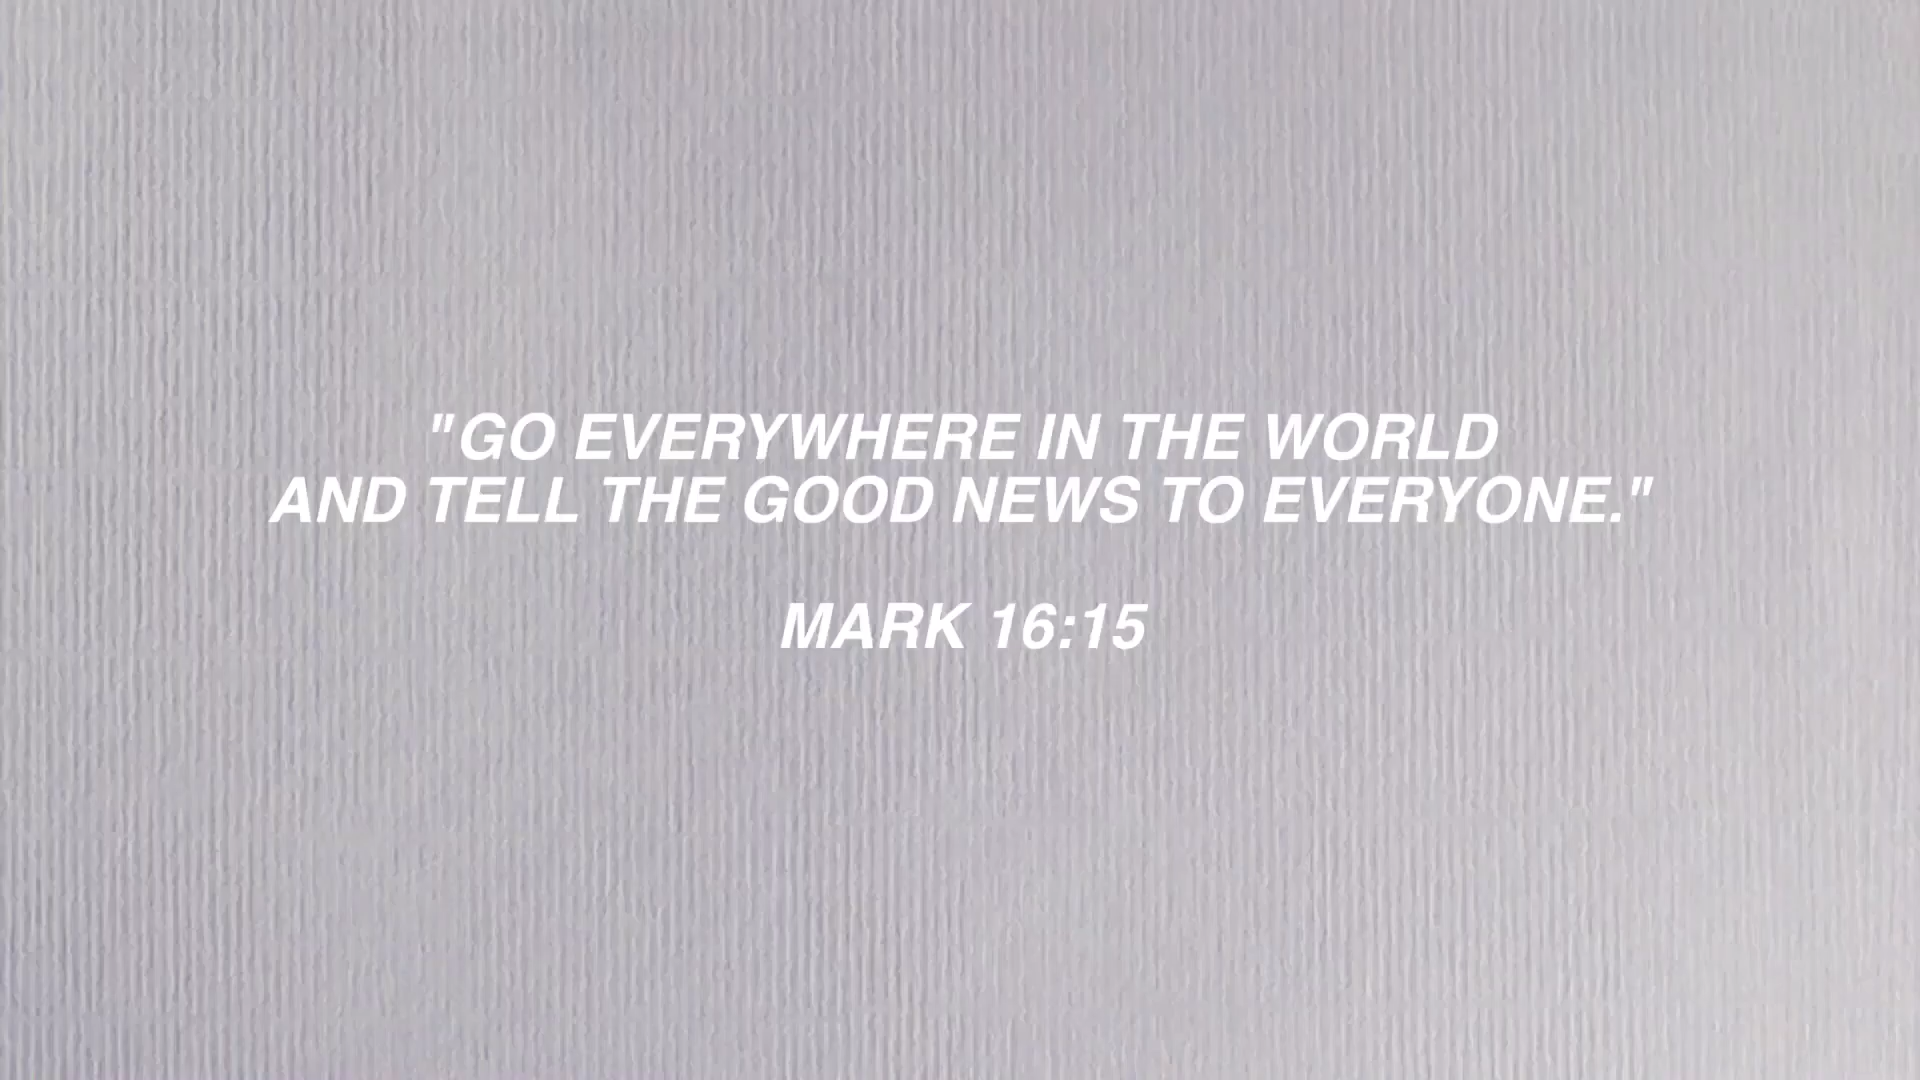 "GO EVERYWHERE IN THE WORLD
AND TELL THE GOOD NEWS TO EVERYONE."
MARK 16:15